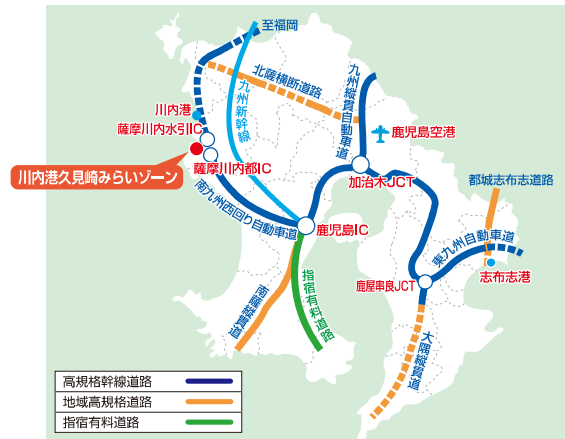 至福岡
北薩横断道路
九州新幹線
九州縦貫自動車道
川内港
薩摩川内水引IC
鹿児島空港
川内港久見崎みらいゾーン
薩摩川内都IC
加治木JCT
都城志布志道路
南九州西回り自動車道
鹿児島IC
東九州自動車道
志布志港
鹿屋串良JCT
指宿有料道路
南薩縦貫道
大隅縦貫道
高規格幹線道路
地域高規格道路
指宿有料道路